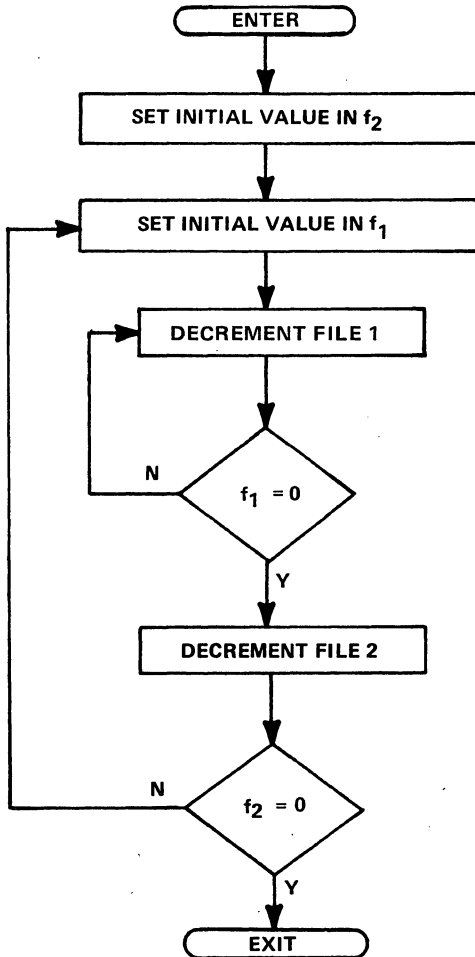 ENTER
SET INITIAL VALUE IN f2
SET INITIAL VALUE IN f1
DECREMENT FILE 1
N
f1 = 0
Y
DECREMENT FILE 2
N
f2 = 0
Y
EXIT